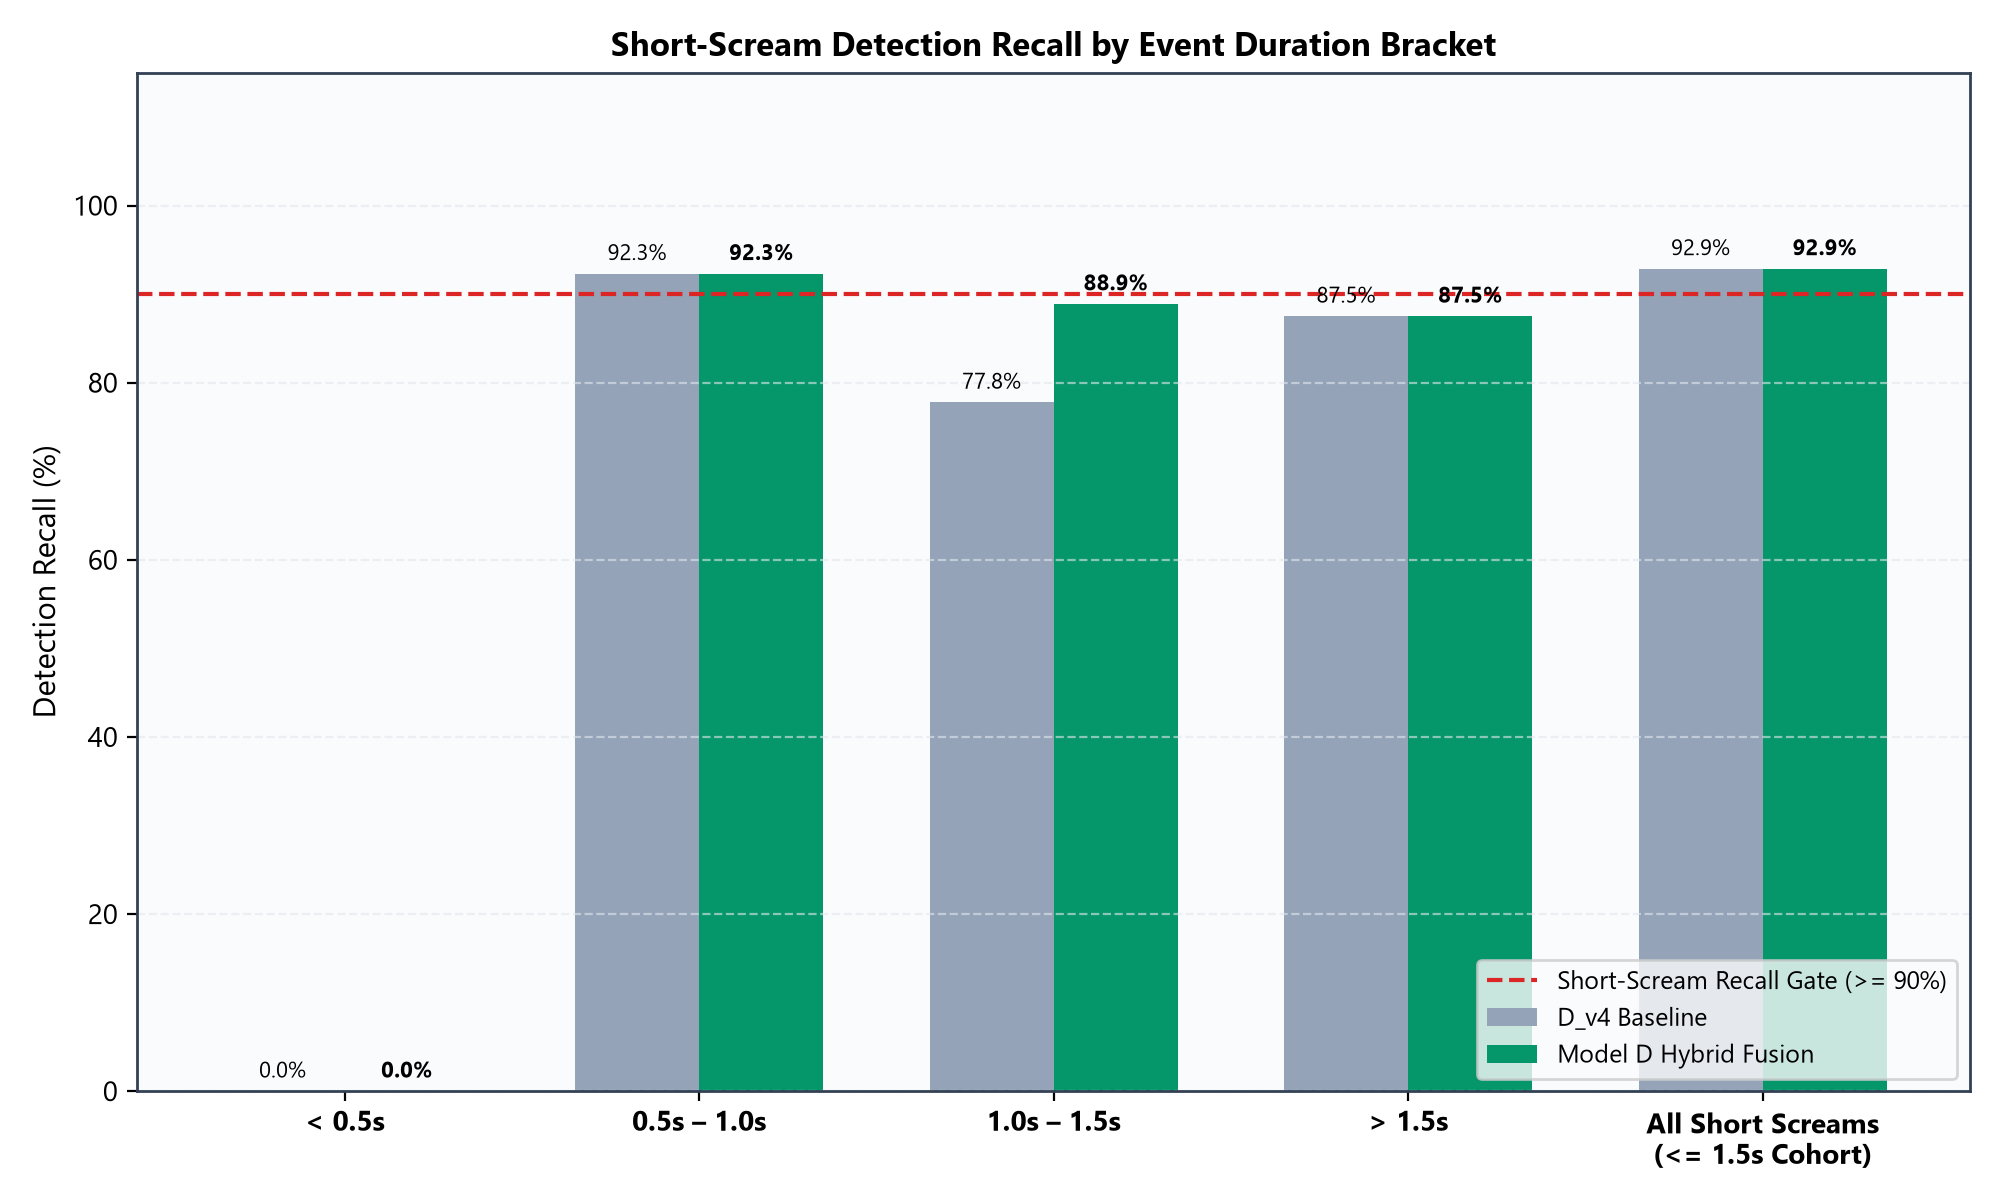 Short-Scream Detection Recall by Event Duration Bracket
Detection Recall (%)
100
80
60
40
20
0
0.0%
0.0%
92.3%
92.3%
77.8%
88.9%
87.5%
87.5%
92.9%
92.9%
< 0.5s
0.5s – 1.0s
1.0s – 1.5s
> 1.5s
All Short Screams
(<= 1.5s Cohort)
Short-Scream Recall Gate (>= 90%)
D_v4 Baseline
Model D Hybrid Fusion